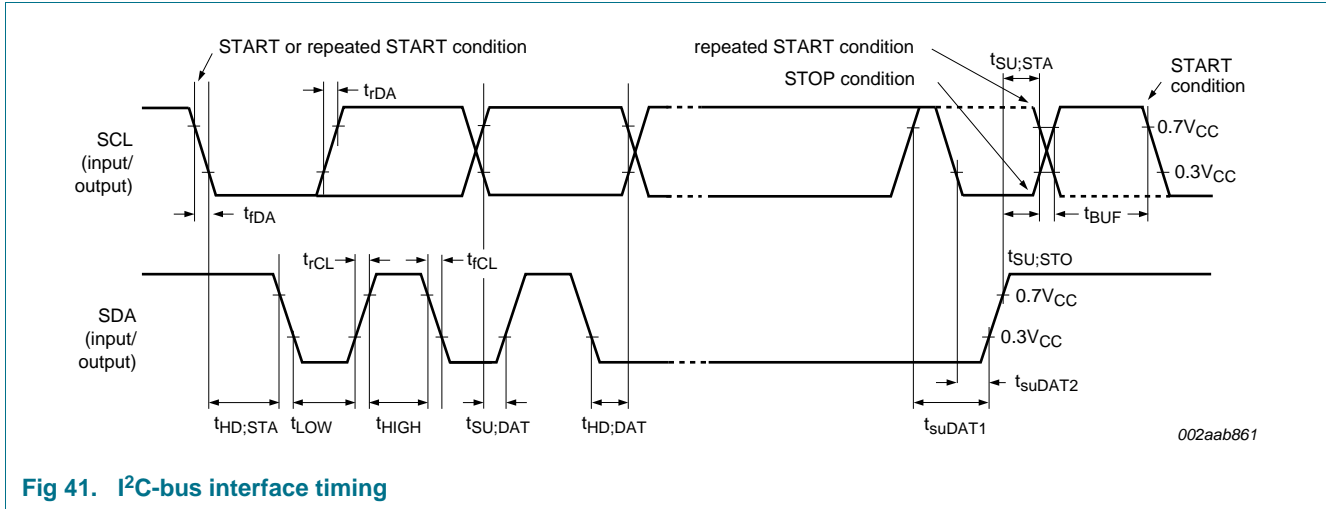 START or repeated START condition
repeated START condition
STOP condition
tSU;STA
START
condition
trDA
SCL
(input/
output)
0.7VCC
0.3VCC
tfDA
tBUF
trCL
tfCL
tSU;STO
SDA
(input/
output)
0.7VCC
0.3VCC
tsuDAT2
tHD;STA
tLOW
tHIGH
tSU;DAT
tHD;DAT
tsuDAT1
002aab861
Fig 41. I²C-bus interface timing